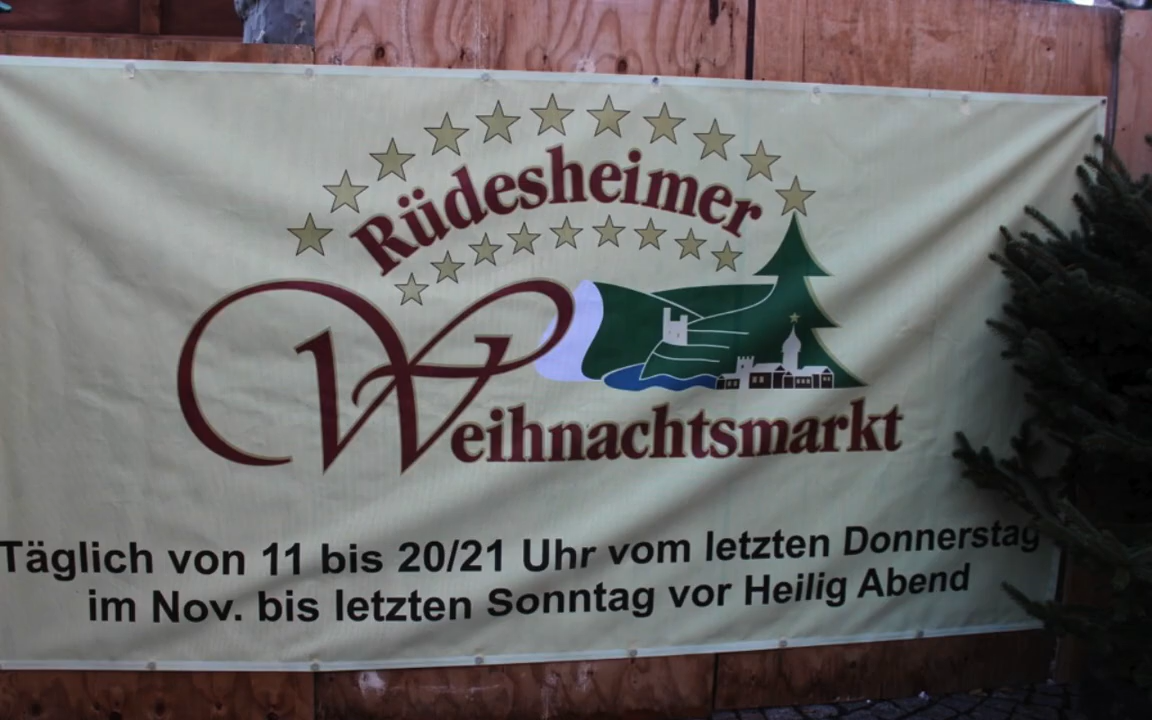 Rüdesheimer
Weihnachtsmarkt
Täglich von 11 bis 20/21 Uhr vom letzten Donnerstag
im Nov. bis letzten Sonntag vor Heilig Abend